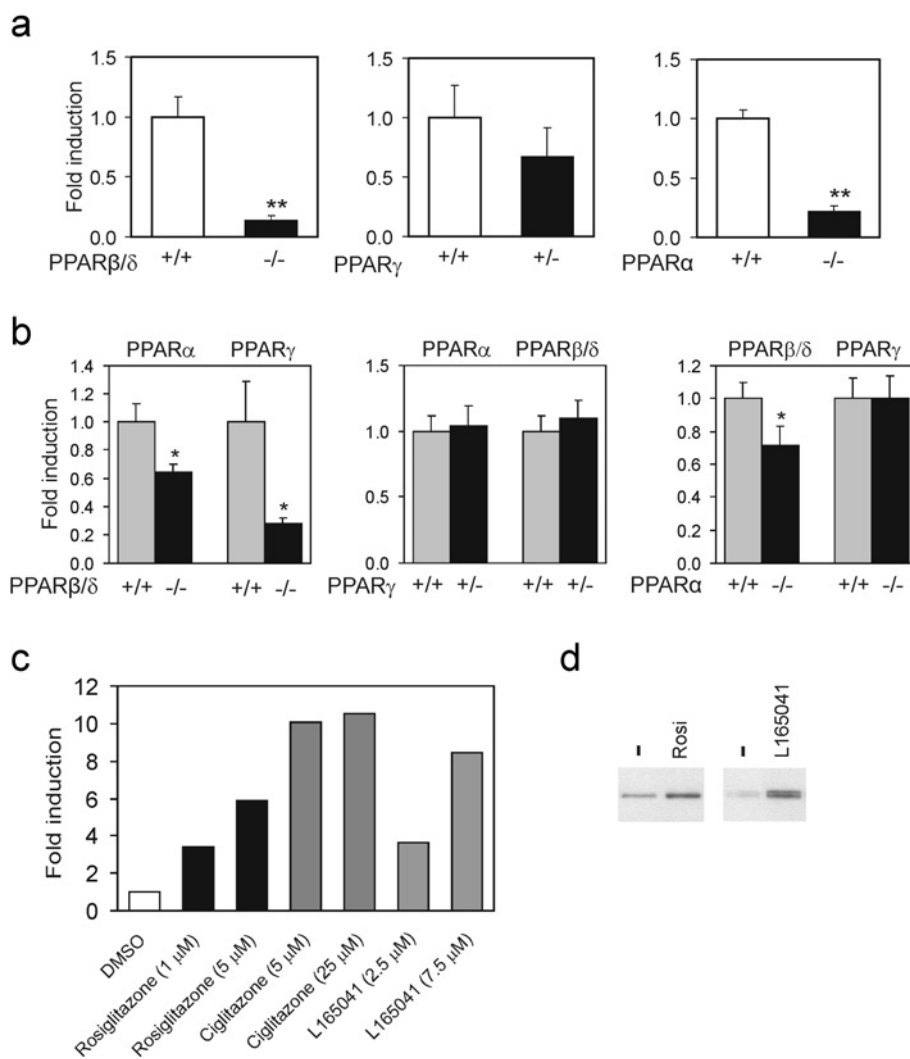 a
Fold induction
1.5
1.0
0.5
0.0
**
PPARβ/δ +/+ -/-
1.5
1.0
0.5
0.0
PPARγ +/+ +/-
1.5
1.0
0.5
0.0
**
PPARα +/+ -/-
b
PPARα PPARγ
Fold induction
1.4
1.2
1.0
0.8
0.6
0.4
0.2
0.0
*
*
PPARβ/δ +/+ -/- +/+ -/-
PPARα PPARβ/δ
1.5
1.0
0.5
0.0
PPARγ +/+ +/- +/+ +/-
PPARβ/δ PPARγ
1.2
1.0
0.8
0.6
0.4
0.2
0.0
*
PPARα +/+ -/- +/+ -/-
c
Fold induction
12
10
8
6
4
2
0
DMSO
Rosiglitazone (1 μM)
Rosiglitazone (5 μM)
Ciglitazone (5 μM)
Ciglitazone (25 μM)
L165041 (2.5 μM)
L165041 (7.5 μM)
d
–
Rosi
–
L165041